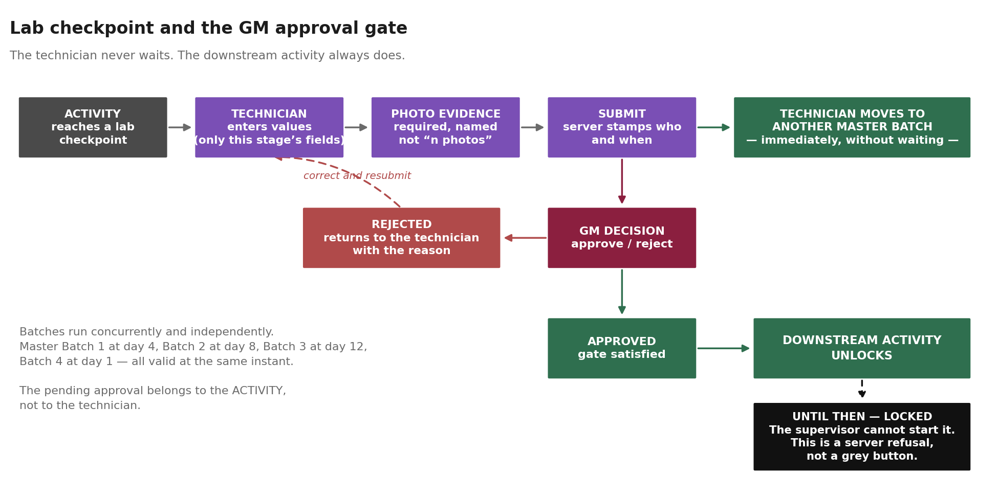 Lab checkpoint and the GM approval gate
The technician never waits. The downstream activity always does.
ACTIVITY
reaches a lab
checkpoint
TECHNICIAN
enters values
(only this stage’s fields)
PHOTO EVIDENCE
required, named
not “n photos”
SUBMIT
server stamps who
and when
TECHNICIAN MOVES TO
ANOTHER MASTER BATCH
— immediately, without waiting —
correct and resubmit
REJECTED
returns to the technician
with the reason
GM DECISION
approve / reject
APPROVED
gate satisfied
DOWNSTREAM ACTIVITY
UNLOCKS
Batches run concurrently and independently.
Master Batch 1 at day 4, Batch 2 at day 8, Batch 3 at day 12,
Batch 4 at day 1 — all valid at the same instant.
The pending approval belongs to the ACTIVITY,
not to the technician.
UNTIL THEN — LOCKED
The supervisor cannot start it.
This is a server refusal,
not a grey button.